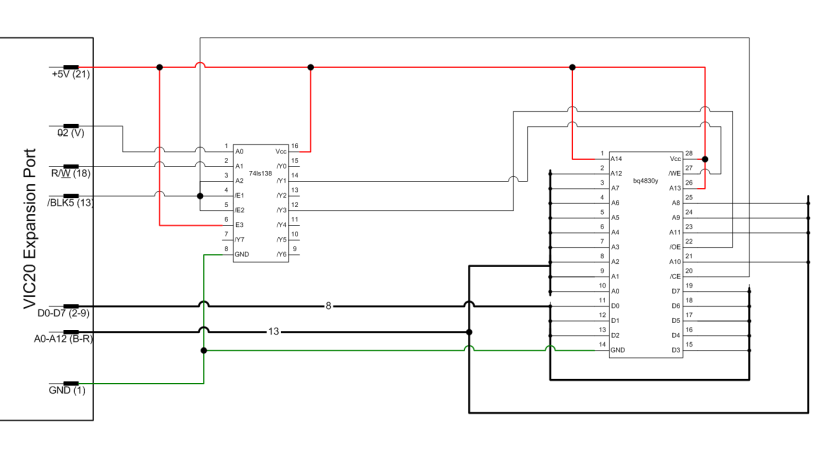 VIC20 Expansion Port
+5V (21)
02 (V)
R/W (18)
/BLK5 (13)
D0-D7 (2-9)
A0-A12 (B-R)
GND (1)
8
13
74ls138
1 A0
2 A1
3 A2
4 /E1
5 /E2
6 E3
7 /Y7
8 GND
Vcc 16
/Y0 15
/Y1 14
/Y2 13
/Y3 12
/Y4 11
/Y5 10
/Y6 9
bq4830y
1 A14
2 A12
3 A7
4 A6
5 A5
6 A4
7 A3
8 A2
9 A1
10 A0
11 D0
12 D1
13 D2
14 GND
Vcc 28
/WE 27
A13 26
A8 25
A9 24
A11 23
/OE 22
A10 21
/CE 20
D7 19
D6 18
D5 17
D4 16
D3 15